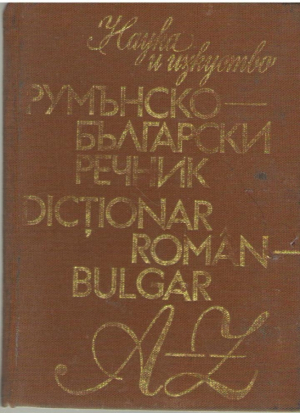 Наука
и изкуство
РУМЪНСКО—
БЪЛГАРСКИ
РЕЧНИК
DICȚIONAR
ROMÂN—
BULGAR
A–Z